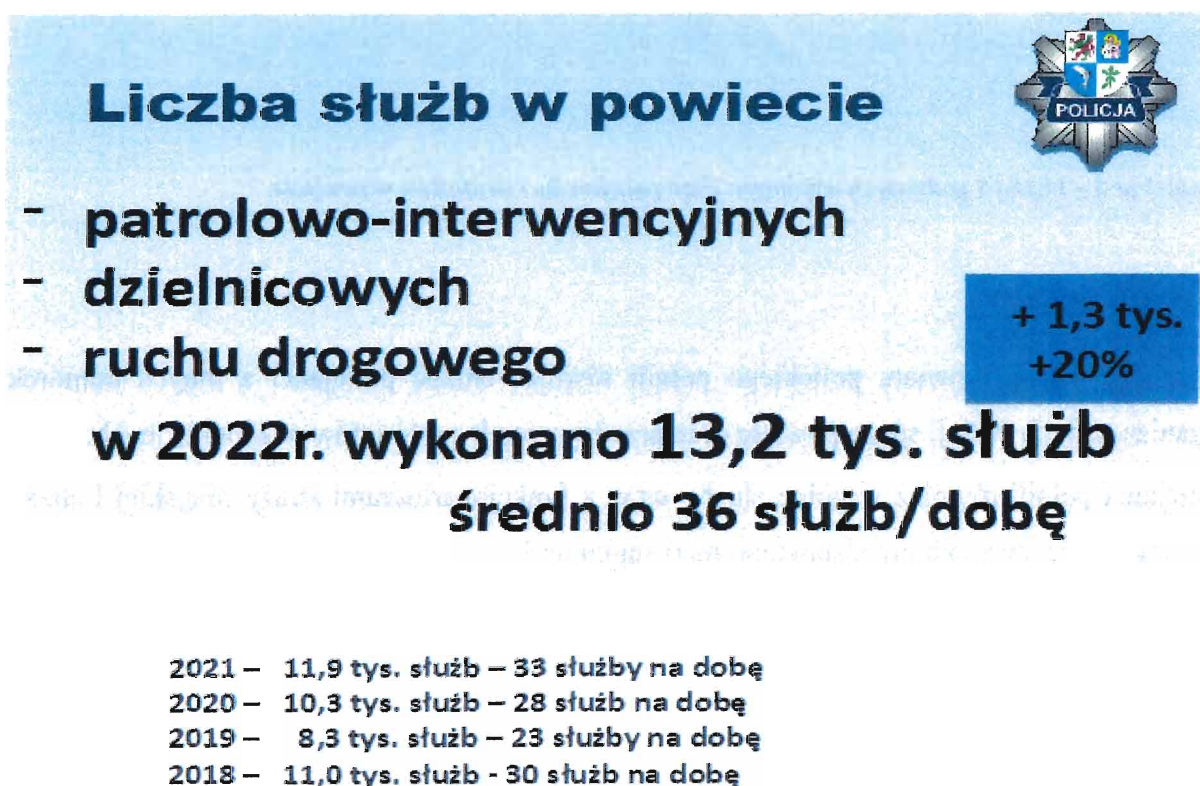 Liczba służb w powiecie
POLICJA
- patrolowo-interwencyjnych
- dzielnicowych
- ruchu drogowego
+ 1,3 tys.
+20%
w 2022r. wykonano 13,2 tys. służb
średnio 36 służb/dobę
2021 – 11,9 tys. służb – 33 służby na dobę
2020 – 10,3 tys. służb – 28 służb na dobę
2019 – 8,3 tys. służb – 23 służby na dobę
2018 – 11,0 tys. służb - 30 służb na dobę